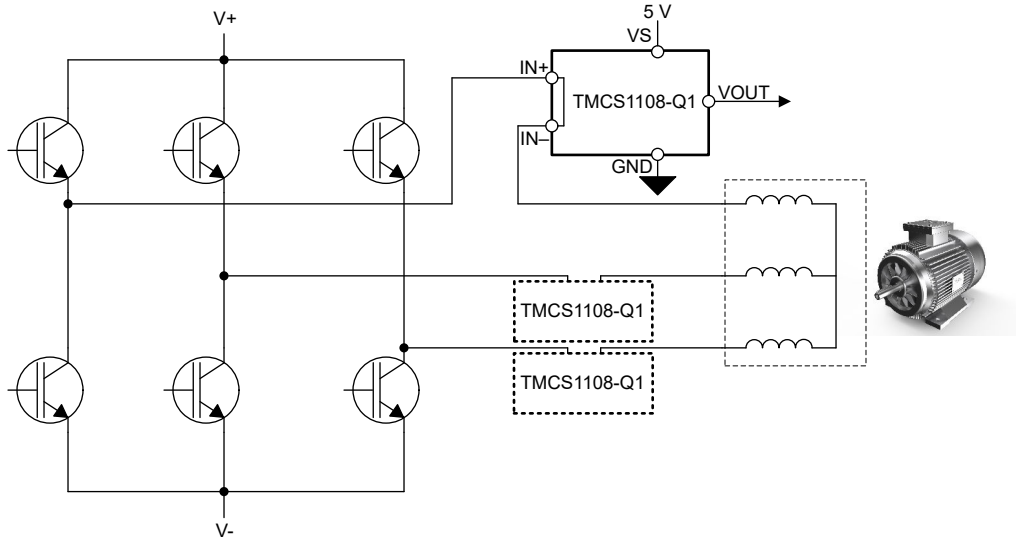 V+
5 V
VS
IN+
TMCS1108-Q1
VOUT
IN–
GND
TMCS1108-Q1
TMCS1108-Q1
V-